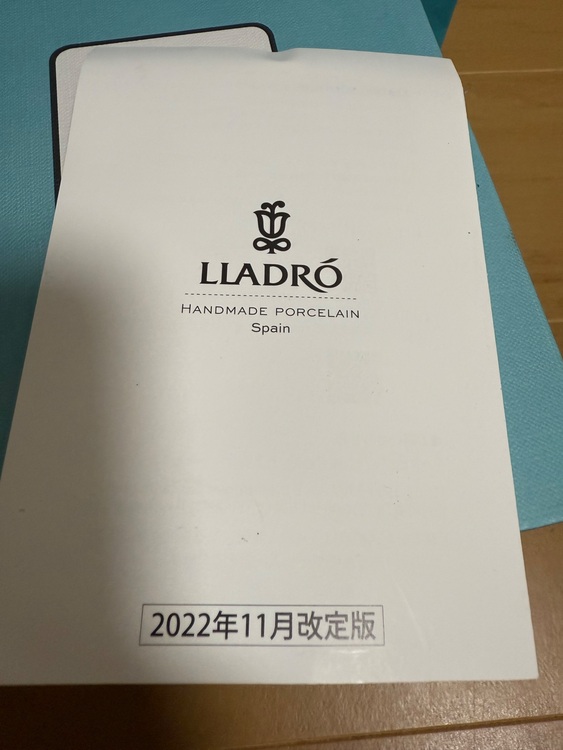 LLADRÓ
HANDMADE PORCELAIN
Spain
2022年11月改定版